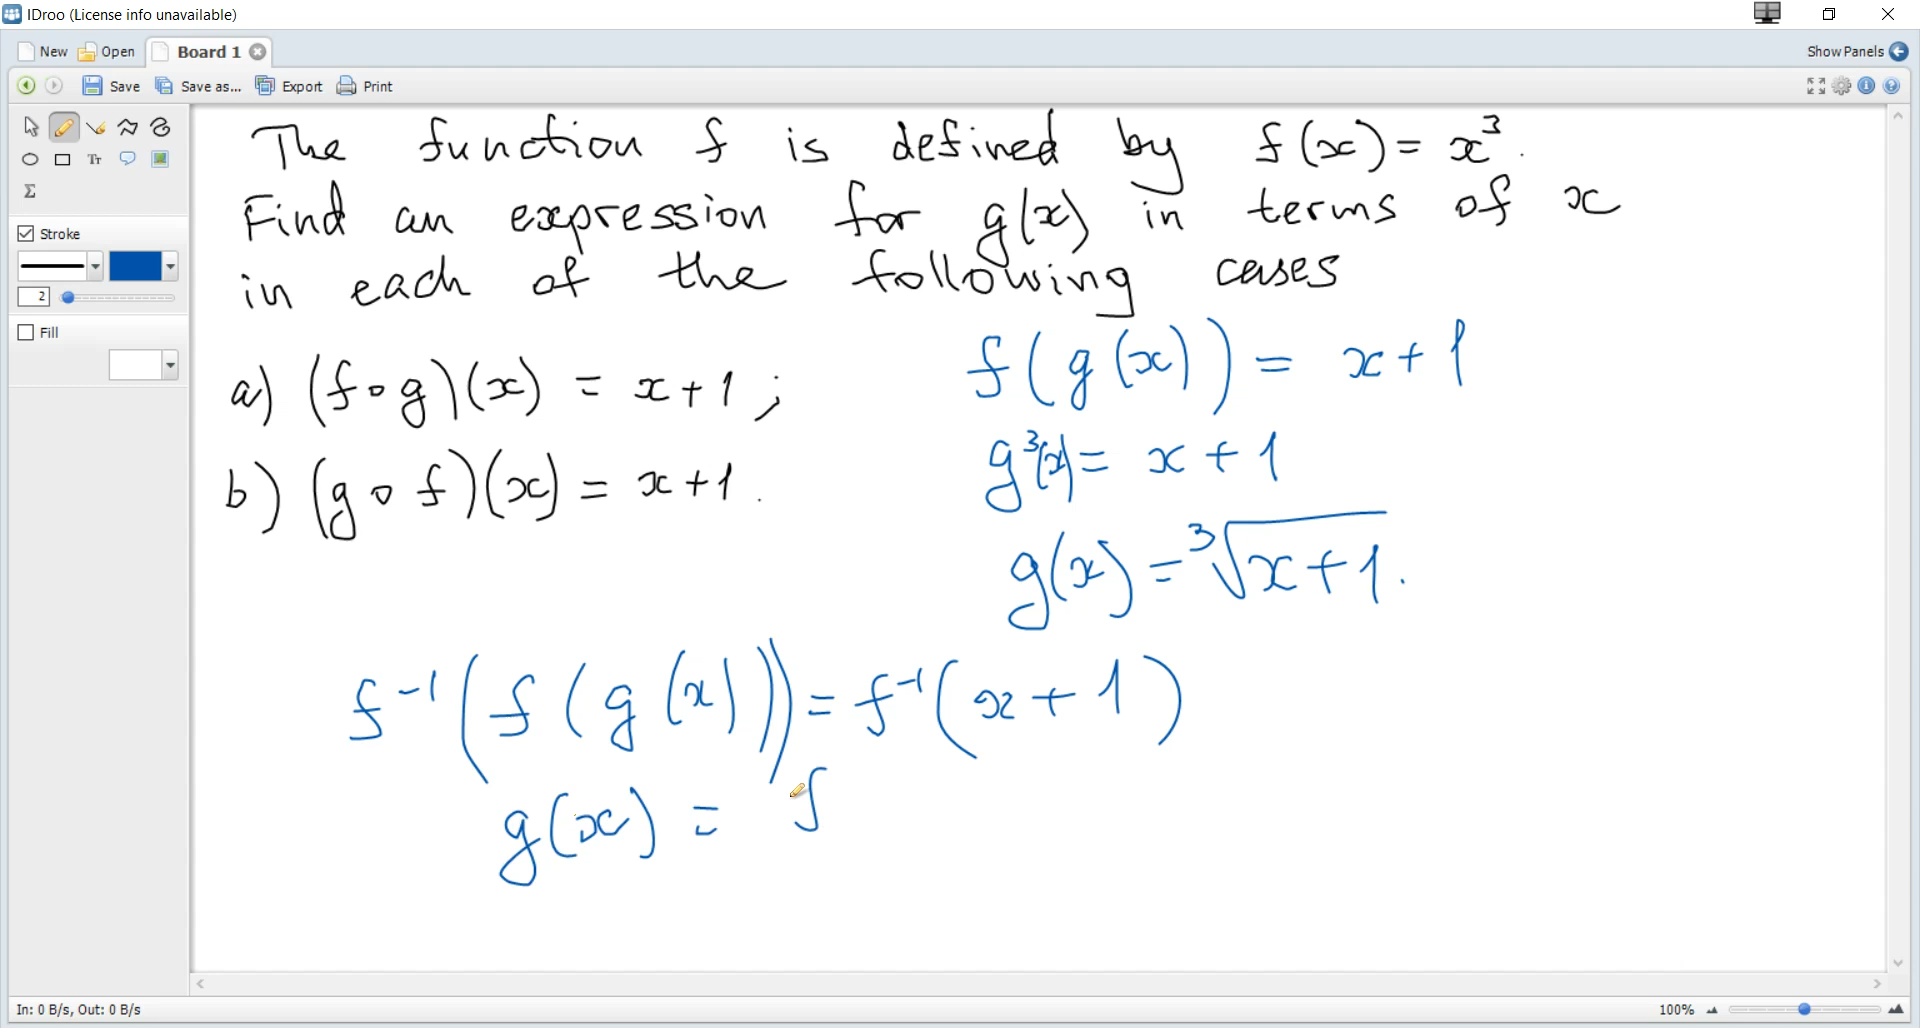 IDroo (License info unavailable)
New Open Board 1 Show Panels
Save Save as... Export Print
Tт
Σ
Stroke
2
Fill
The function f is defined by f(x) = x³.
Find an expression for g(x) in terms of x
in each of the following cases
a) (f∘g)(x) = x+1;
b) (g∘f)(x) = x+1.
f(g(x)) = x+1
g³(x) = x+1
g(x) = ∛(x+1).
f⁻¹(f(g(x))) = f⁻¹(x+1)
g(x) = f
In: 0 B/s, Out: 0 B/s 100%